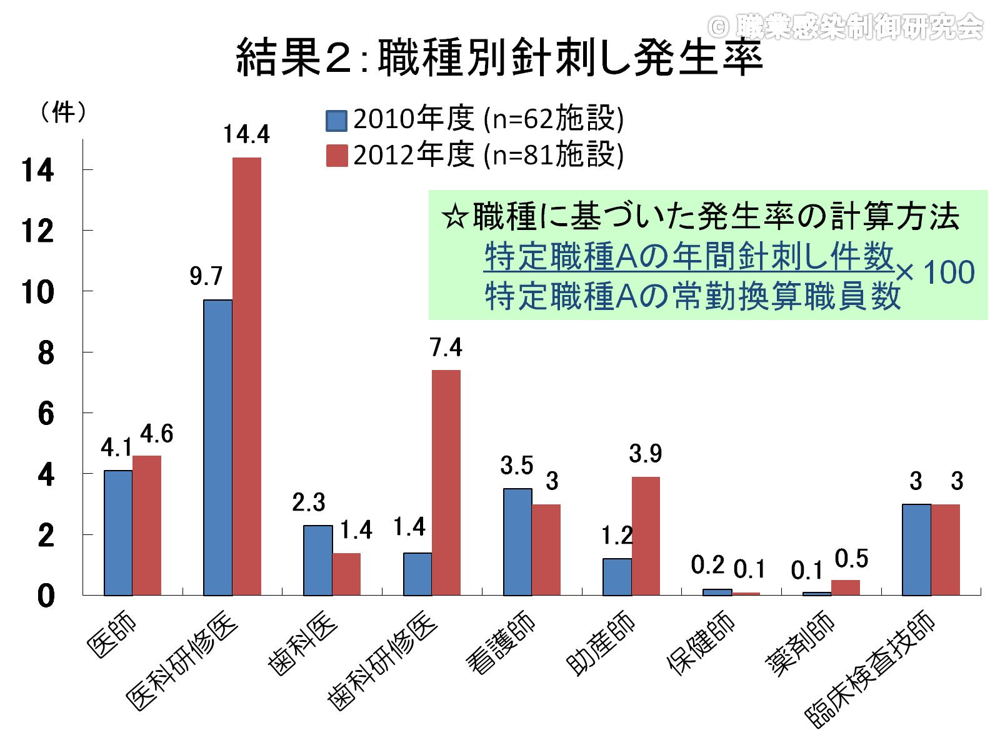 © 職業感染制御研究会
結果２：職種別針刺し発生率
（件）
2010年度 (n=62施設)
2012年度 (n=81施設)
☆職種に基づいた発生率の計算方法
特定職種Aの年間針刺し件数
× 100
特定職種Aの常勤換算職員数
14
12
10
8
6
4
2
0
4.1
4.6
9.7
14.4
2.3
1.4
1.4
7.4
3.5
3
1.2
3.9
0.2
0.1
0.1
0.5
3
3
医師
医科研修医
歯科医
歯科研修医
看護師
助産師
保健師
薬剤師
臨床検査技師